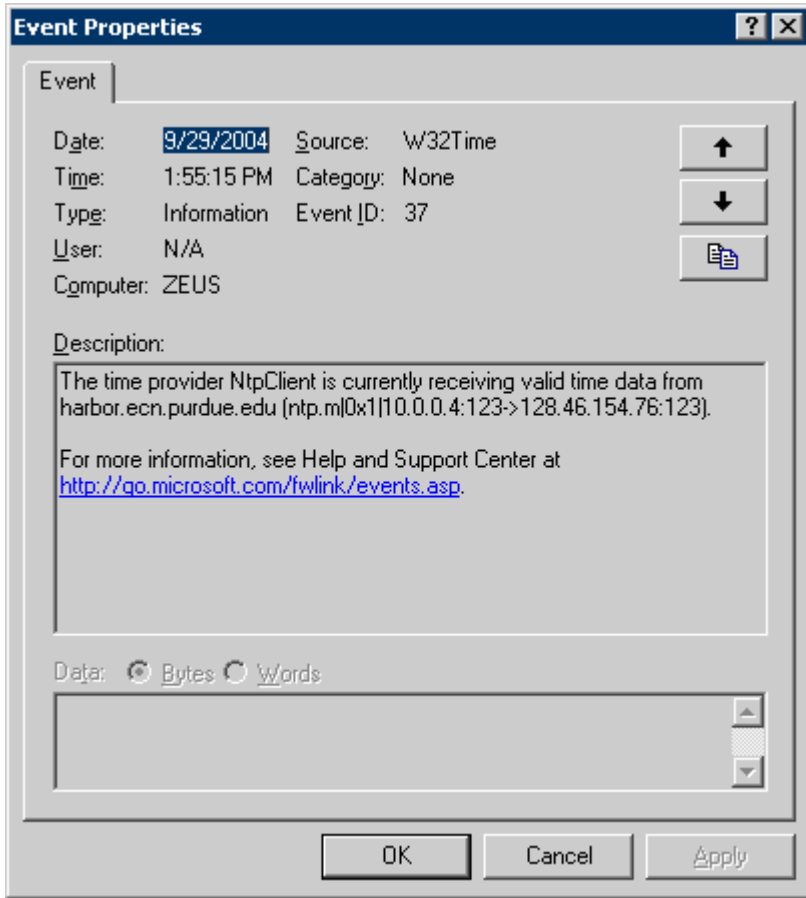 Event Properties
Event
Date: 9/29/2004 Source: W32Time
Time: 1:55:15 PM Category: None
Type: Information Event ID: 37
User: N/A
Computer: ZEUS
Description:
The time provider NtpClient is currently receiving valid time data from
harbor.ecn.purdue.edu (ntp.m|0x1|10.0.0.4:123->128.46.154.76:123).
For more information, see Help and Support Center at
http://go.microsoft.com/fwlink/events.asp.
Data: Bytes Words
OK Cancel Apply